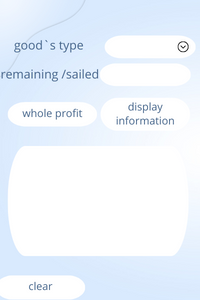 good`s type
remaining /sailed
whole profit
display
information
clear